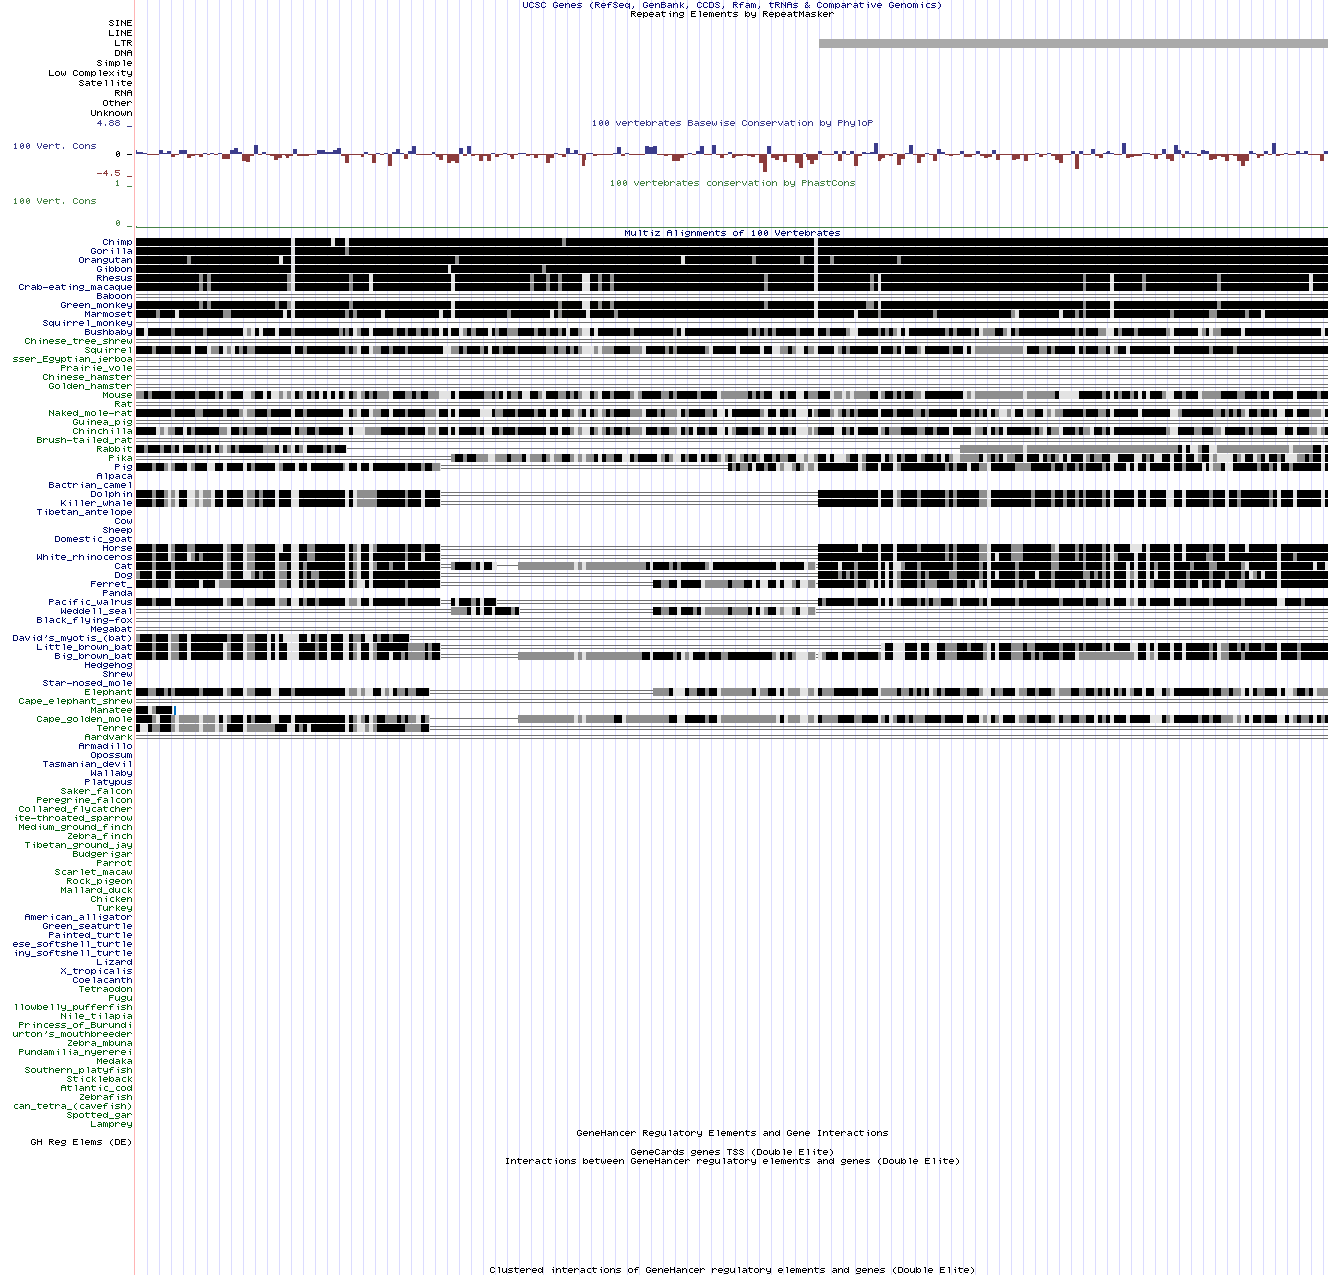 UCSC Genes (RefSeq, GenBank, CCDS, Rfam, tRNAs & Comparative Genomics)
Repeating Elements by RepeatMasker
SINE
LINE
LTR
DNA
Simple
Low Complexity
Satellite
RNA
Other
Unknown
4.88 _
100 vertebrates Basewise Conservation by PhyloP
100 Vert. Cons
0 _
-4.5 _
100 vertebrates conservation by PhastCons
1 _
100 Vert. Cons
0 _
Multiz Alignments of 100 Vertebrates
Chimp
Gorilla
Orangutan
Gibbon
Rhesus
Crab-eating_macaque
Baboon
Green_monkey
Marmoset
Squirrel_monkey
Bushbaby
Chinese_tree_shrew
Squirrel
sser_Egyptian_jerboa
Prairie_vole
Chinese_hamster
Golden_hamster
Mouse
Rat
Naked_mole-rat
Guinea_pig
Chinchilla
Brush-tailed_rat
Rabbit
Pika
Pig
Alpaca
Bactrian_camel
Dolphin
Killer_whale
Tibetan_antelope
Cow
Sheep
Domestic_goat
Horse
White_rhinoceros
Cat
Dog
Ferret_
Panda
Pacific_walrus
Weddell_seal
Black_flying-fox
Megabat
David's_myotis_(bat)
Little_brown_bat
Big_brown_bat
Hedgehog
Shrew
Star-nosed_mole
Elephant
Cape_elephant_shrew
Manatee
Cape_golden_mole
Tenrec
Aardvark
Armadillo
Opossum
Tasmanian_devil
Wallaby
Platypus
Saker_falcon
Peregrine_falcon
Collared_flycatcher
ite-throated_sparrow
Medium_ground_finch
Zebra_finch
Tibetan_ground_jay
Budgerigar
Parrot
Scarlet_macaw
Rock_pigeon
Mallard_duck
Chicken
Turkey
American_alligator
Green_seaturtle
Painted_turtle
ese_softshell_turtle
iny_softshell_turtle
Lizard
X_tropicalis
Coelacanth
Tetraodon
Fugu
llowbelly_pufferfish
Nile_tilapia
Princess_of_Burundi
urton's_mouthbreeder
Zebra_mbuna
Pundamilia_nyererei
Medaka
Southern_platyfish
Stickleback
Atlantic_cod
Zebrafish
can_tetra_(cavefish)
Spotted_gar
Lamprey
GeneHancer Regulatory Elements and Gene Interactions
GH Reg Elems (DE)
GeneCards genes TSS (Double Elite)
Interactions between GeneHancer regulatory elements and genes (Double Elite)
Clustered interactions of GeneHancer regulatory elements and genes (Double Elite)